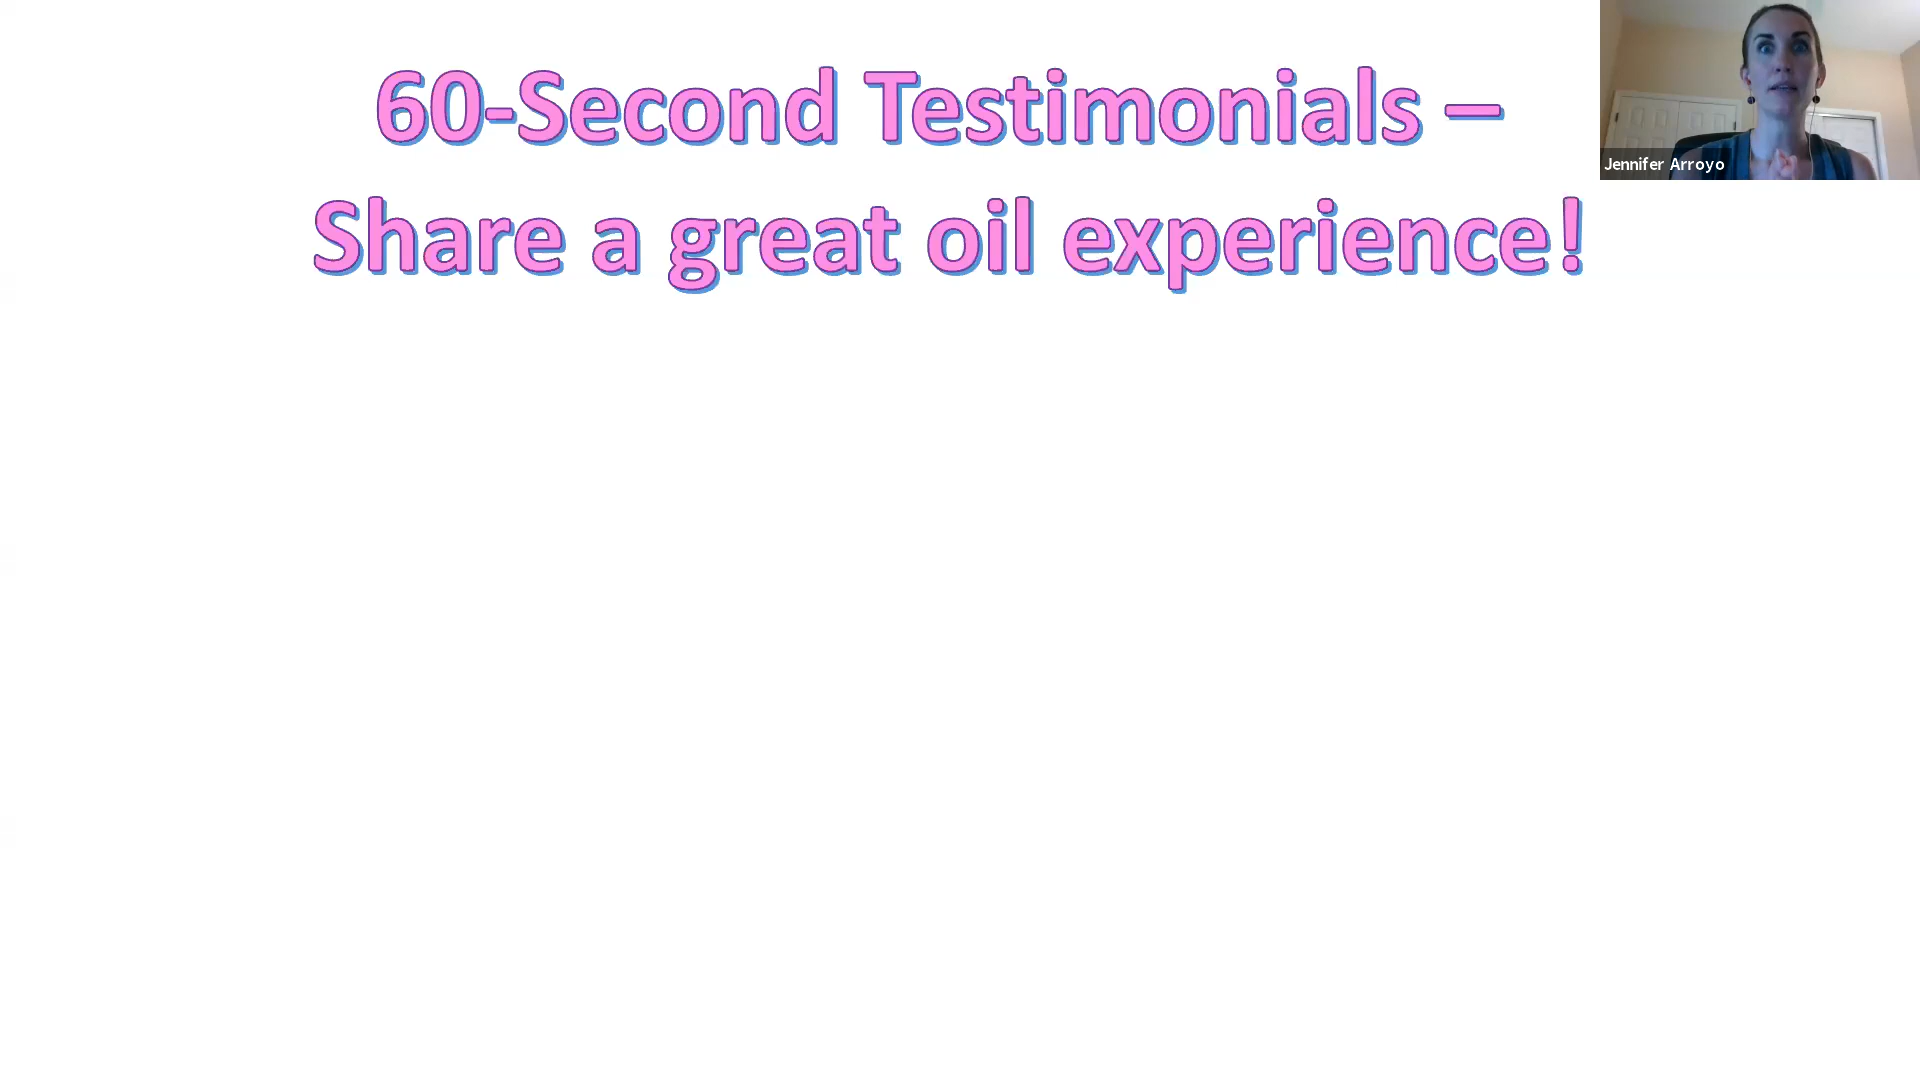 60-Second Testimonials –
Share a great oil experience!
Jennifer Arroyo